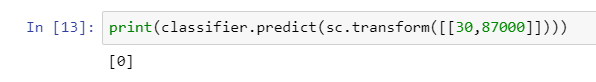 In [13]: print(classifier.predict(sc.transform([[30,87000]])))
[0]